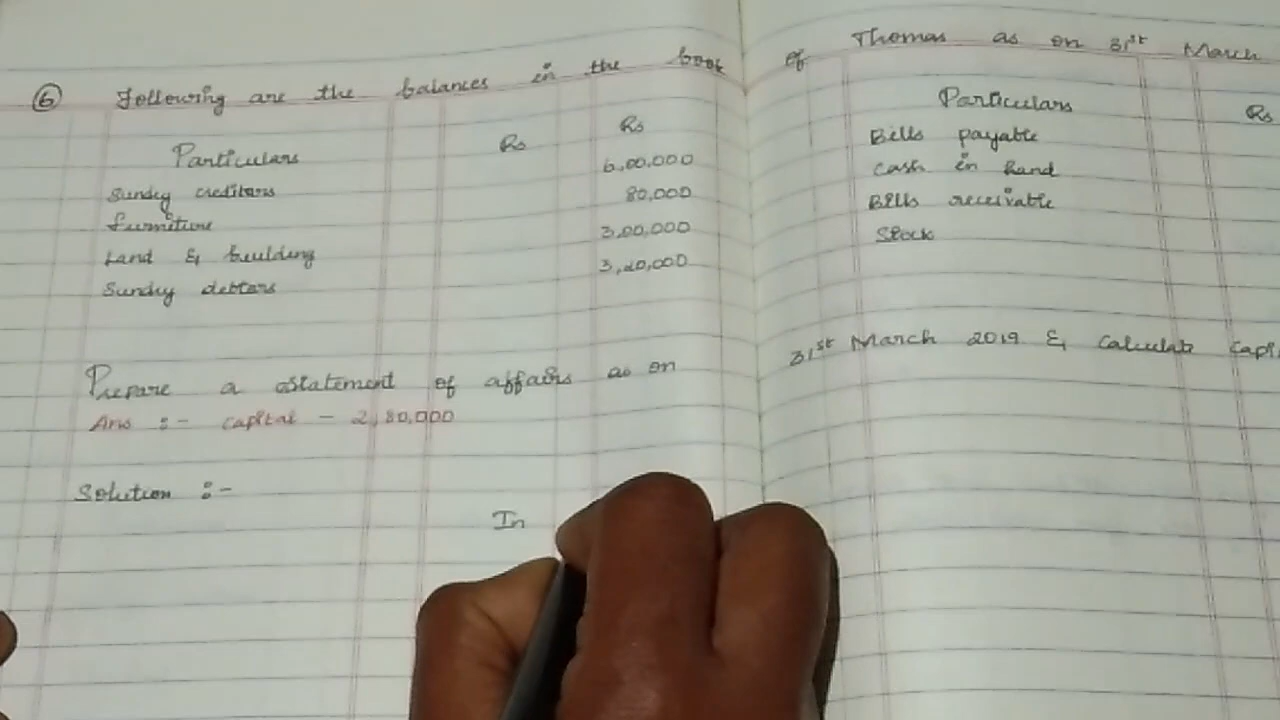 6 Following are the balances in the book of Thomas as on 31st March
Particulars Rs Rs Particulars Rs
Sundry creditors 6,00,000 Bills payable
Furniture 80,000 Cash in hand
Land & building 3,00,000 Bills receivable
Sundry debtors 3,20,000 Stock
Prepare a statement of affairs as on 31st March 2019 & Calculate capi
Ans :- Capital - 2,80,000
Solution :-
In